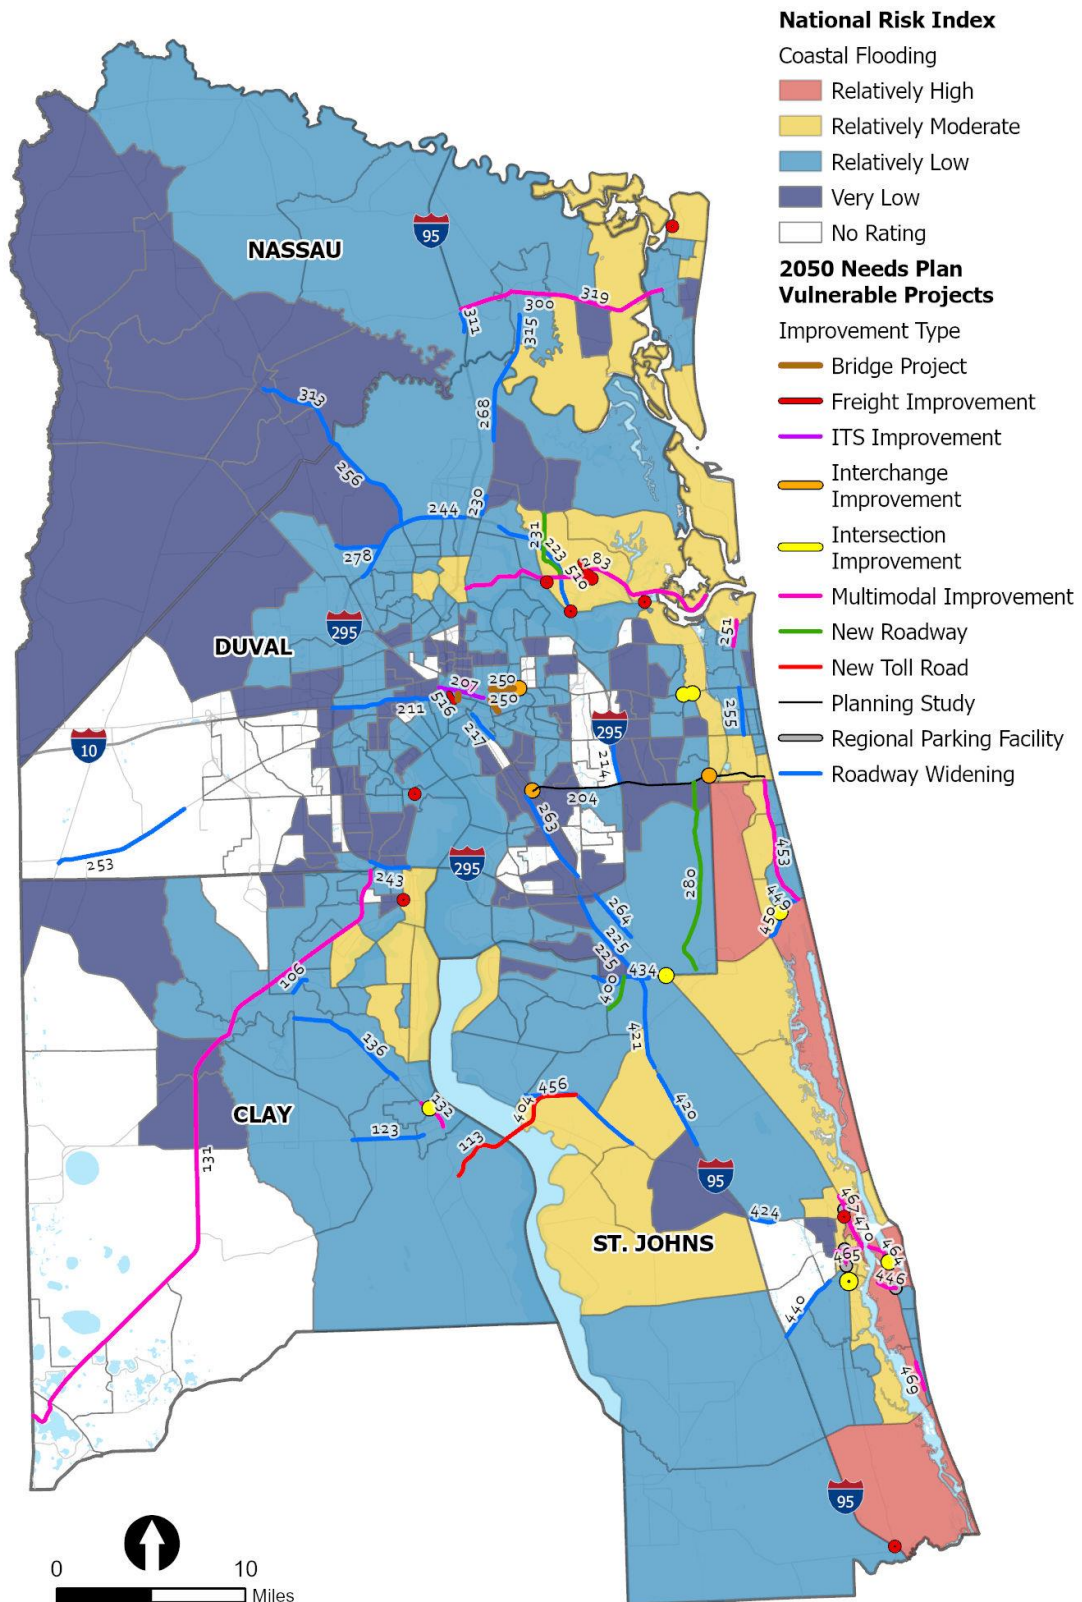 National Risk Index
Coastal Flooding
Relatively High
Relatively Moderate
Relatively Low
Very Low
No Rating
2050 Needs Plan
Vulnerable Projects
Improvement Type
Bridge Project
Freight Improvement
ITS Improvement
Interchange
Improvement
Intersection
Improvement
Multimodal Improvement
New Roadway
New Toll Road
Planning Study
Regional Parking Facility
Roadway Widening
NASSAU
95
319
300
311
315
268
313
256
244
230
231
223
510
283
278
295
DUVAL
251
207
250
250
516
211
217
255
295
214
10
204
263
253
243
295
280
453
449
450
264
225
225
434
400
106
421
136
456
404
132
420
CLAY
123
113
131
95
424
467
470
ST. JOHNS
465
464
446
440
469
95
0 10
Miles